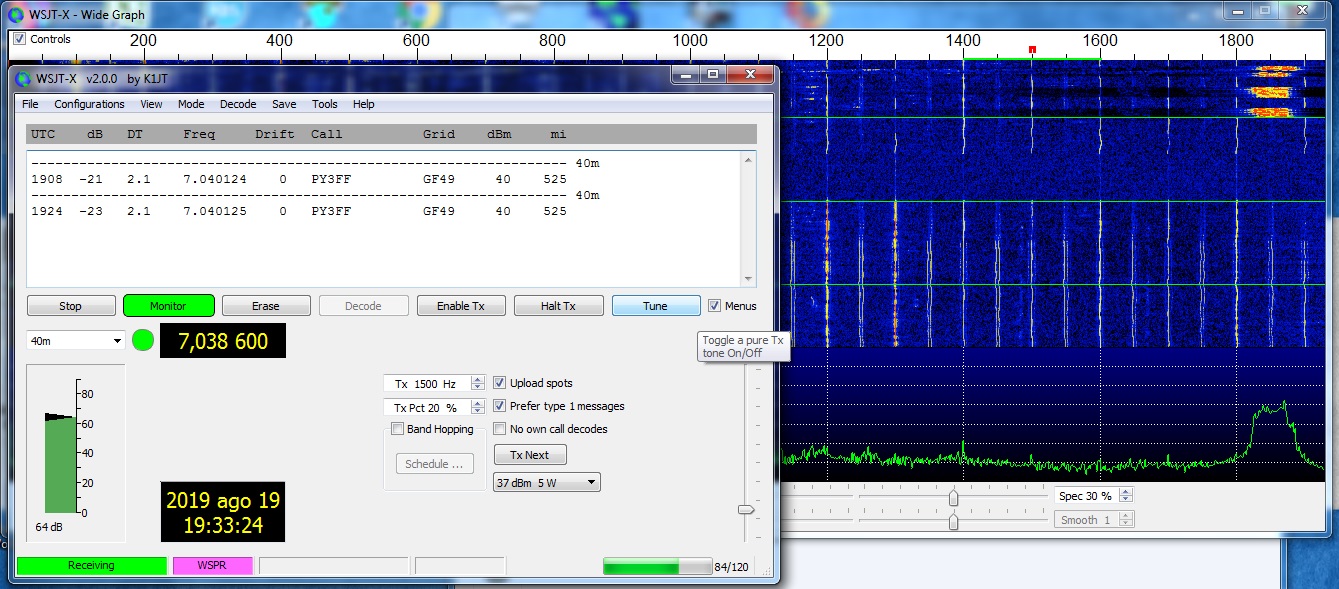 WSJT-X - Wide Graph
Controls 200 400 600 800 1000 1200 1400 1600 1800
WSJT-X v2.0.0 by K1JT
File Configurations View Mode Decode Save Tools Help
UTC dB DT Freq Drift Call Grid dBm mi
---------------------------------------------------------------------- 40m
1908 -21 2.1 7.040124 0 PY3FF GF49 40 525
---------------------------------------------------------------------- 40m
1924 -23 2.1 7.040125 0 PY3FF GF49 40 525
Stop Monitor Erase Decode Enable Tx Halt Tx Tune Menus
40m 7,038 600
Toggle a pure Tx
tone On/Off
Tx 1500 Hz Upload spots
Tx Pct 20 % Prefer type 1 messages
Band Hopping No own call decodes
Schedule ... Tx Next
37 dBm 5 W
80
60
40
20
0
64 dB
2019 ago 19
19:33:24
Spec 30 %
Smooth 1
Receiving WSPR 84/120